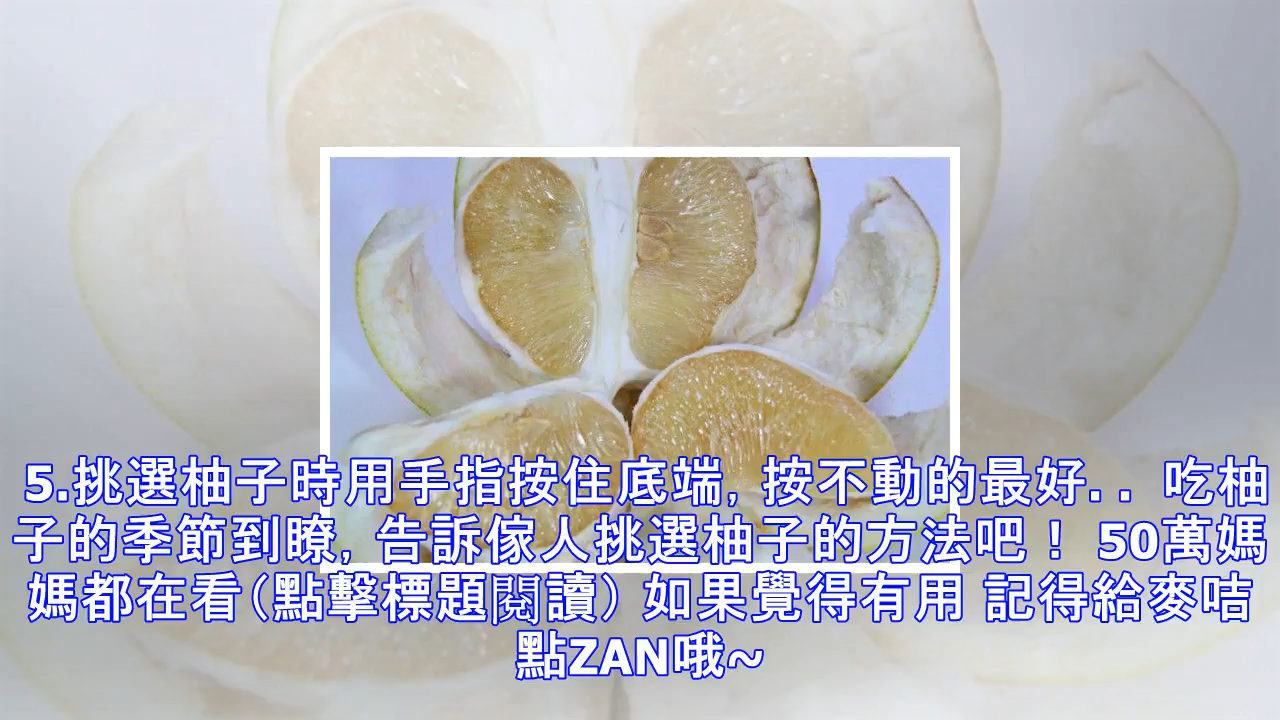 5.挑選柚子時用手指按住底端, 按不動的最好. . 吃柚
子的季節到瞭, 告訴傢人挑選柚子的方法吧! 50萬媽
媽都在看(點擊標題閱讀) 如果覺得有用 記得給麥咭
點ZAN哦~